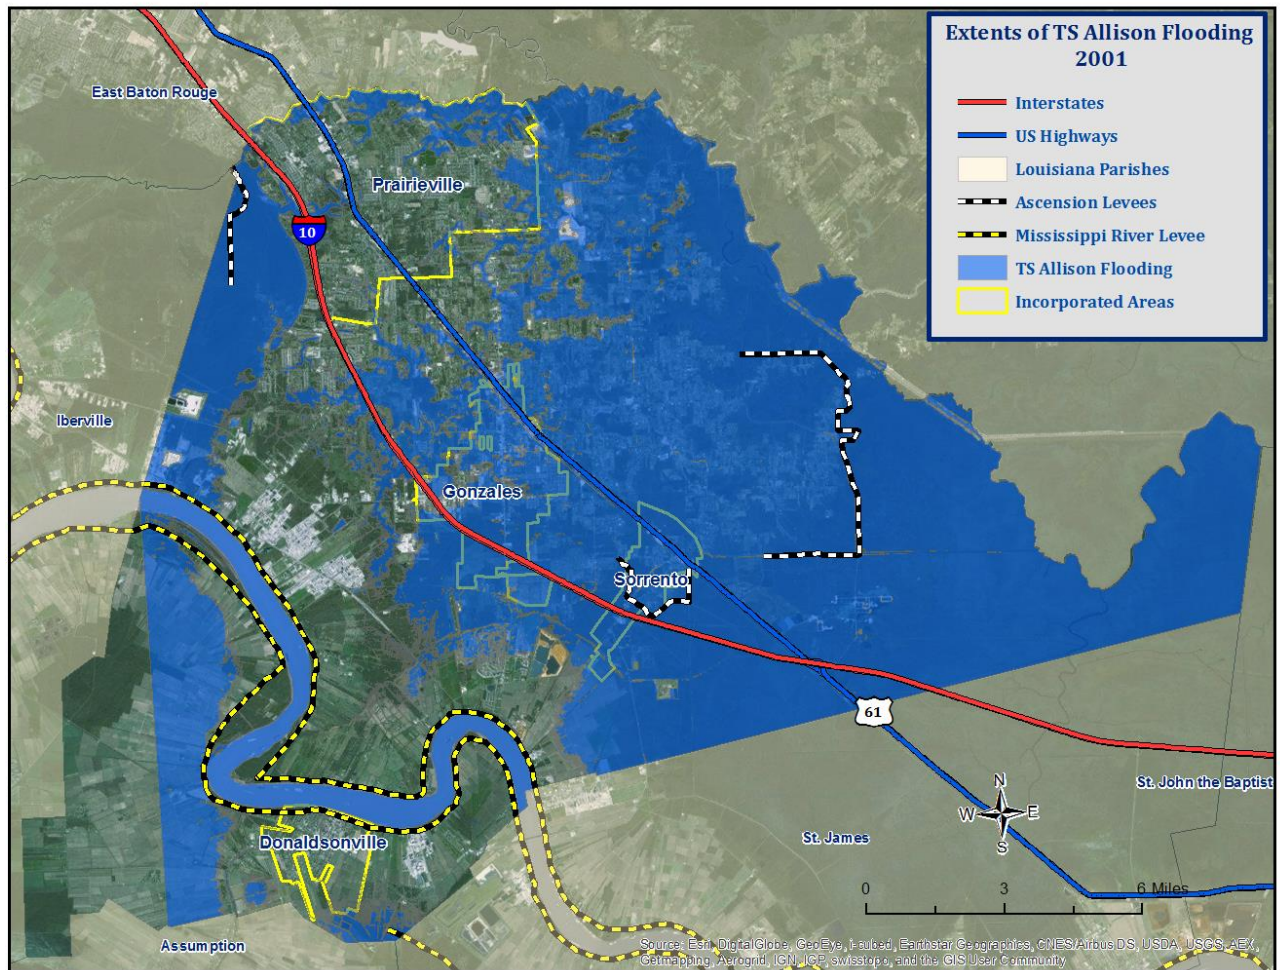 Extents of TS Allison Flooding
2001
Interstates
US Highways
Louisiana Parishes
Ascension Levees
Mississippi River Levee
TS Allison Flooding
Incorporated Areas
East Baton Rouge
Prairieville
10
Iberville
Gonzales
Sorrento
61
St. John the Baptist
N
W
E
S
St. James
Donaldsonville
0
3
6 Miles
Assumption
Source: Esri, DigitalGlobe, GeoEye, i-cubed, Earthstar Geographics, CNES/Airbus DS, USDA, USGS, AEX,
Getmapping, Aerogrid, IGN, IGP, swisstopo, and the GIS User Community